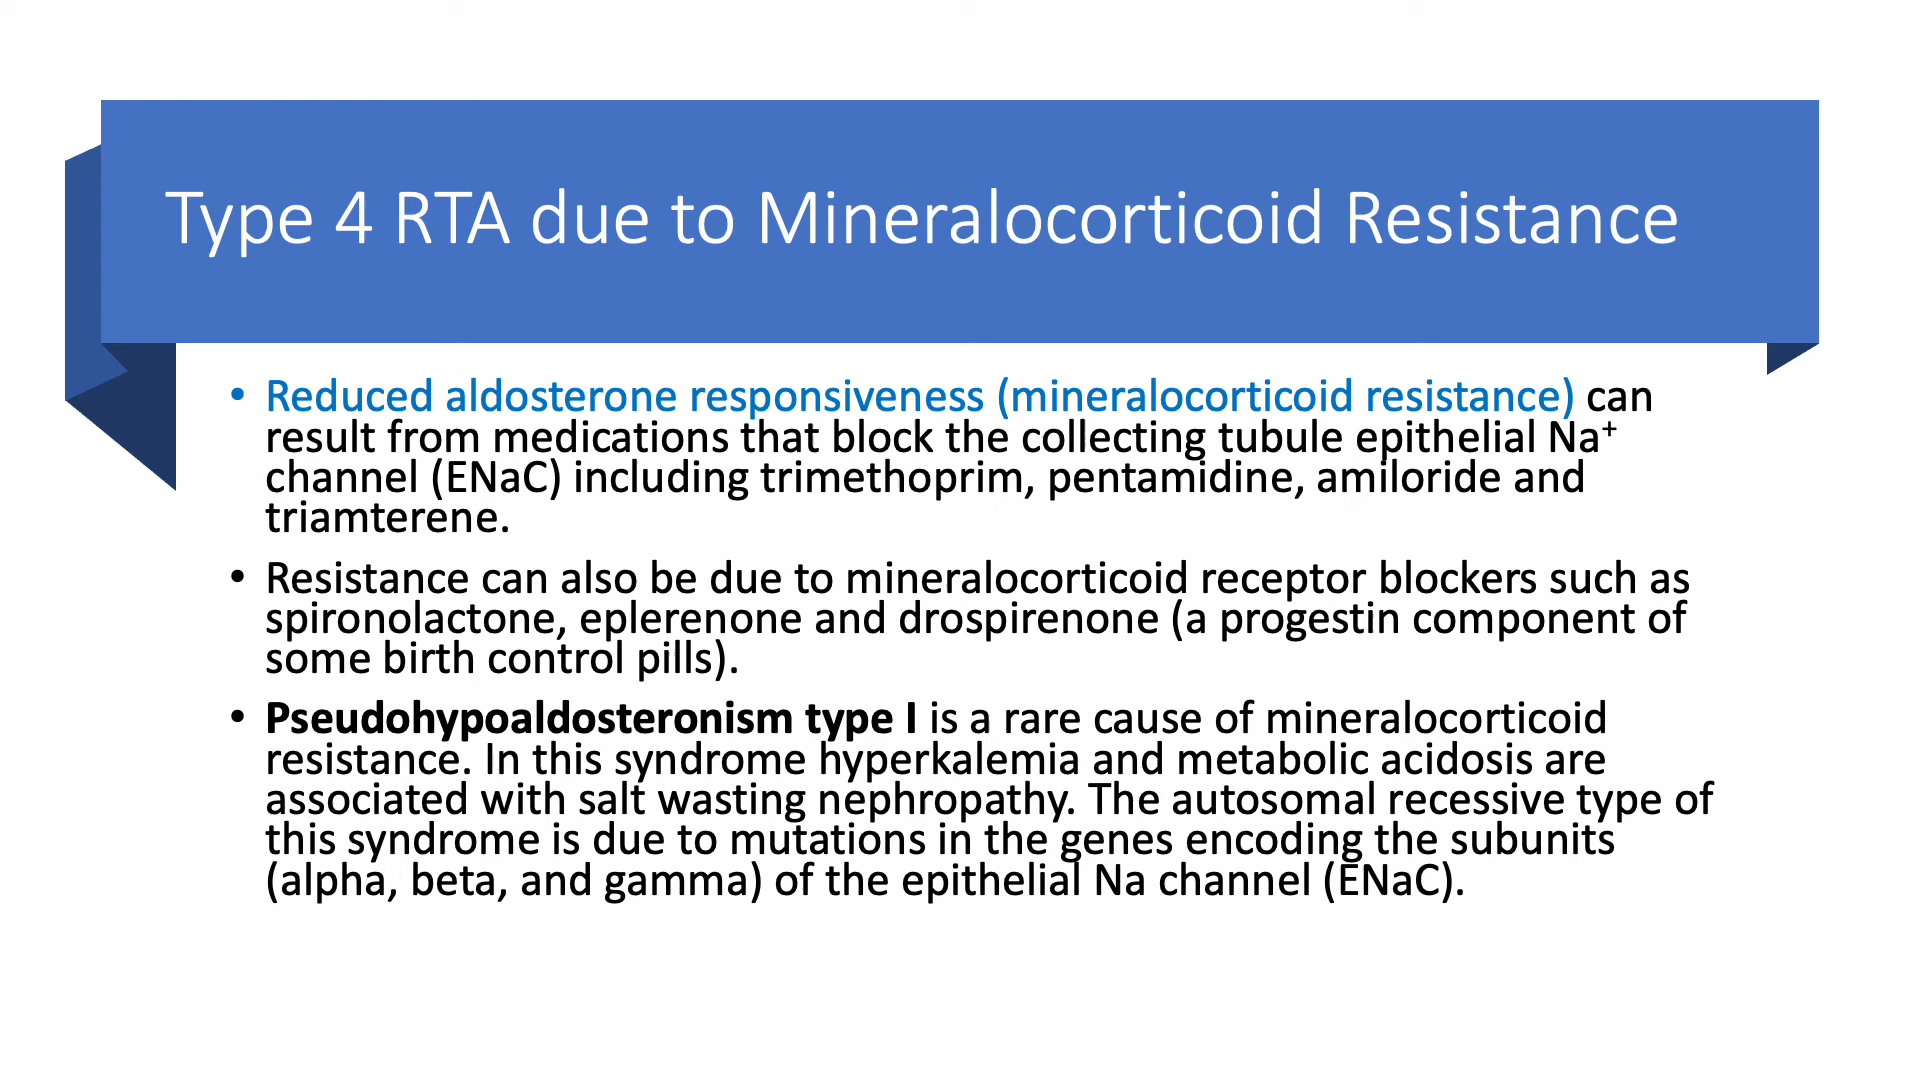 Type 4 RTA due to Mineralocorticoid Resistance
• Reduced aldosterone responsiveness (mineralocorticoid resistance) can
result from medications that block the collecting tubule epithelial Na⁺
channel (ENaC) including trimethoprim, pentamidine, amiloride and
triamterene.
• Resistance can also be due to mineralocorticoid receptor blockers such as
spironolactone, eplerenone and drospirenone (a progestin component of
some birth control pills).
• Pseudohypoaldosteronism type I is a rare cause of mineralocorticoid
resistance. In this syndrome hyperkalemia and metabolic acidosis are
associated with salt wasting nephropathy. The autosomal recessive type of
this syndrome is due to mutations in the genes encoding the subunits
(alpha, beta, and gamma) of the epithelial Na channel (ENaC).